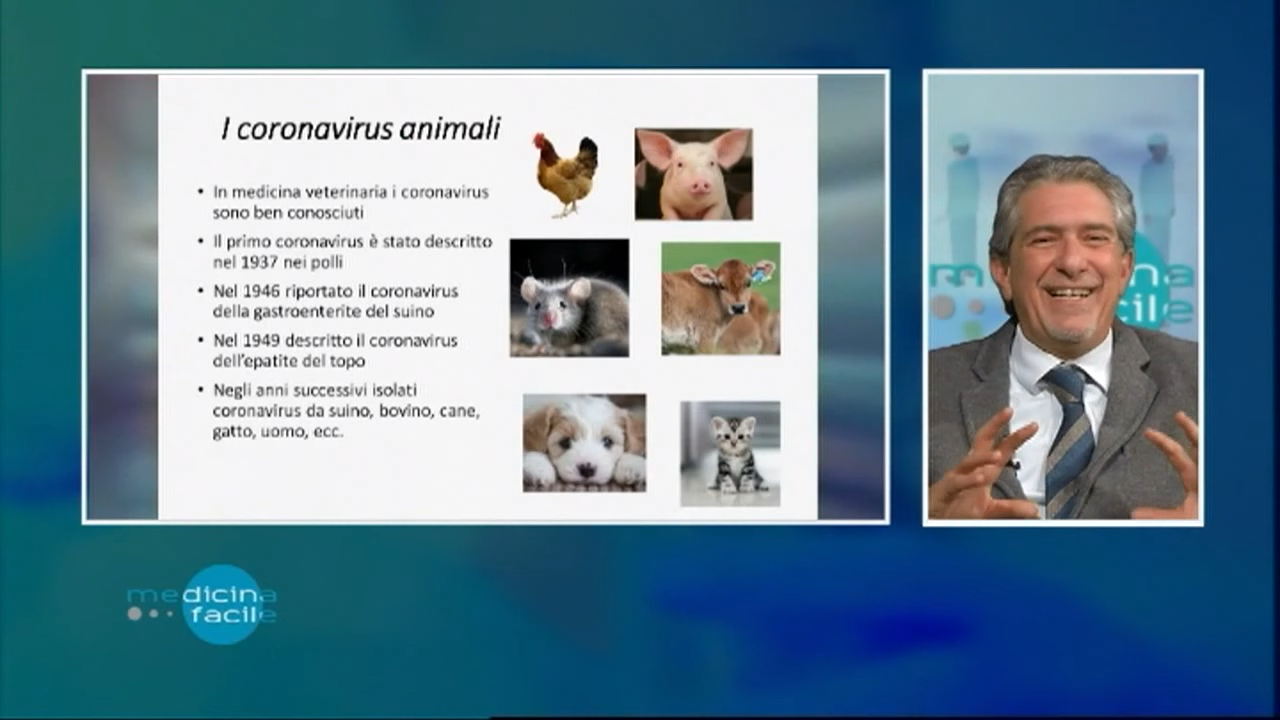 I coronavirus animali
• In medicina veterinaria i coronavirus
sono ben conosciuti
• Il primo coronavirus è stato descritto
nel 1937 nei polli
• Nel 1946 riportato il coronavirus
della gastroenterite del suino
• Nel 1949 descritto il coronavirus
dell'epatite del topo
• Negli anni successivi isolati
coronavirus da suino, bovino, cane,
gatto, uomo, ecc.
medicina
facile